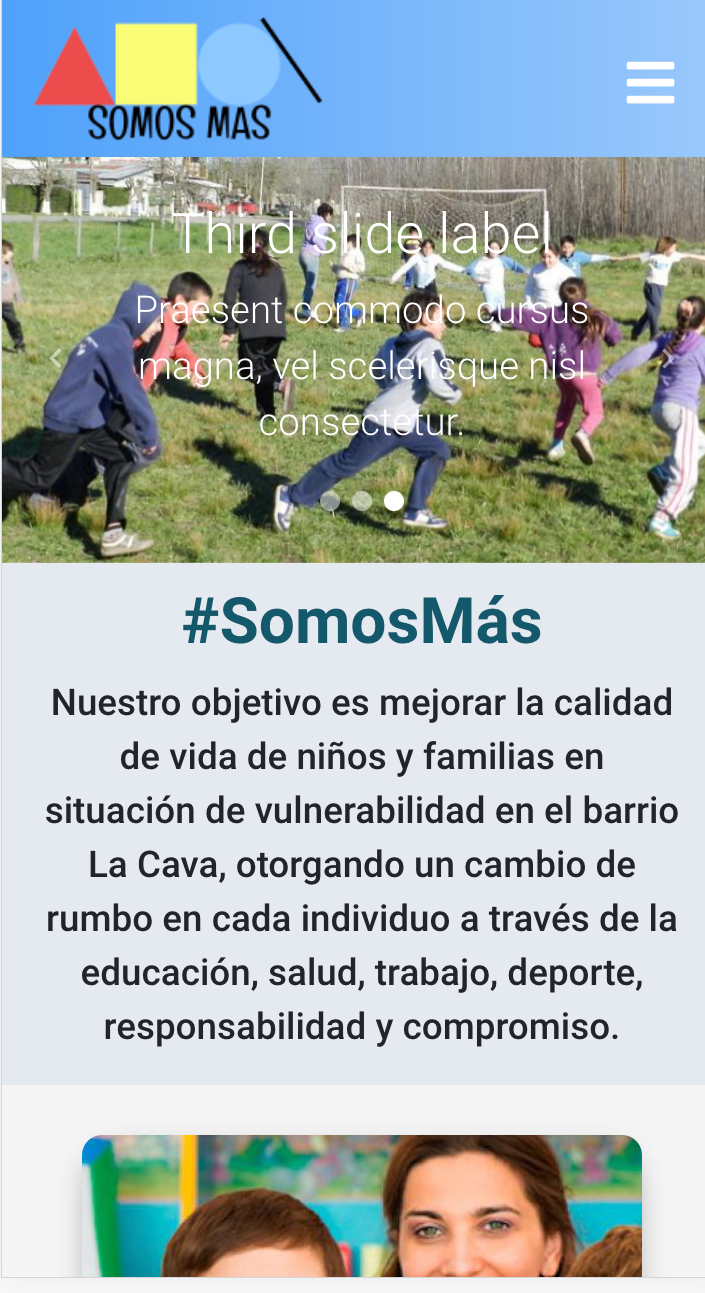 SOMOS MAS
Third slide label
Praesent commodo cursus
magna, vel scelerisque nisl
consectetur.
#SomosMás
Nuestro objetivo es mejorar la calidad
de vida de niños y familias en
situación de vulnerabilidad en el barrio
La Cava, otorgando un cambio de
rumbo en cada individuo a través de la
educación, salud, trabajo, deporte,
responsabilidad y compromiso.